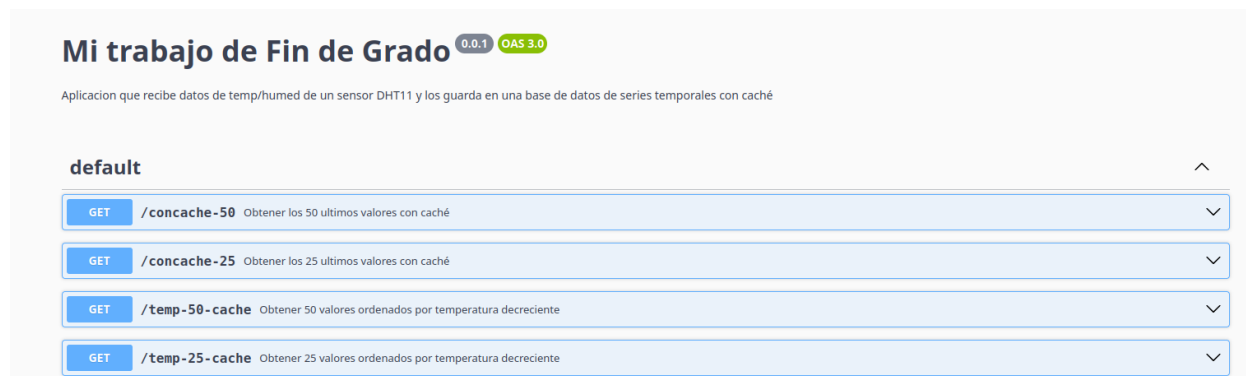 Mi trabajo de Fin de Grado 0.0.1 OAS 3.0
Aplicacion que recibe datos de temp/humed de un sensor DHT11 y los guarda en una base de datos de series temporales con caché
default
GET /concache-50 Obtener los 50 ultimos valores con caché
GET /concache-25 Obtener los 25 ultimos valores con caché
GET /temp-50-cache Obtener 50 valores ordenados por temperatura decreciente
GET /temp-25-cache Obtener 25 valores ordenados por temperatura decreciente